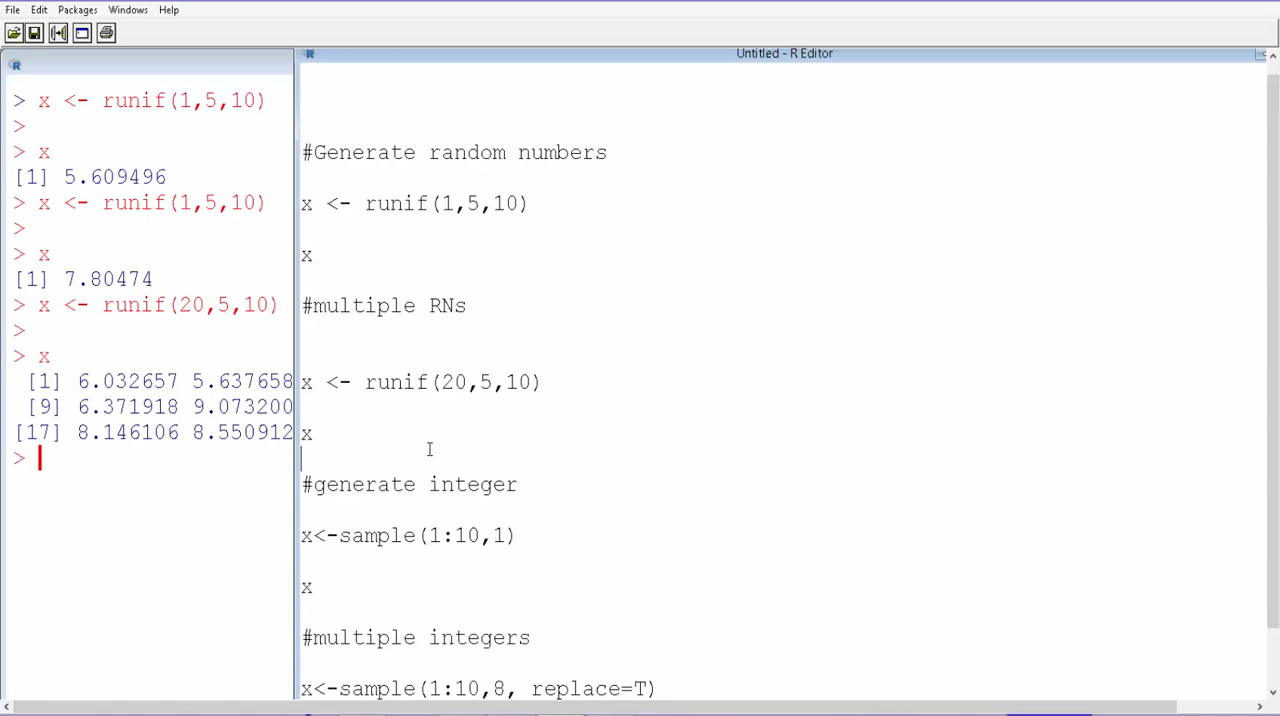 File Edit Packages Windows Help
Untitled - R Editor
> x <- runif(1,5,10)
>
> x
[1] 5.609496
> x <- runif(1,5,10)
>
> x
[1] 7.80474
> x <- runif(20,5,10)
>
> x
[1] 6.032657 5.637658
[9] 6.371918 9.073200
[17] 8.146106 8.550912
>
#Generate random numbers
x <- runif(1,5,10)
x
#multiple RNs
x <- runif(20,5,10)
x
#generate integer
x<-sample(1:10,1)
x
#multiple integers
x<-sample(1:10,8, replace=T)